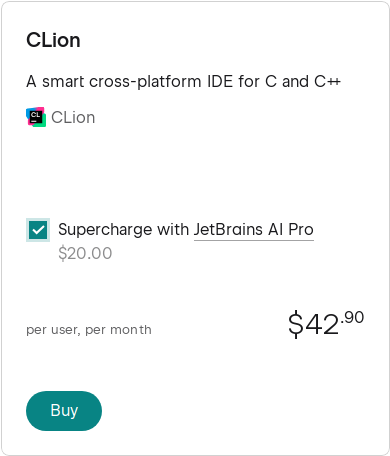 CLion
A smart cross-platform IDE for C and C++
CL
CLion
Supercharge with JetBrains AI Pro
$20.00
per user, per month
$42.90
Buy